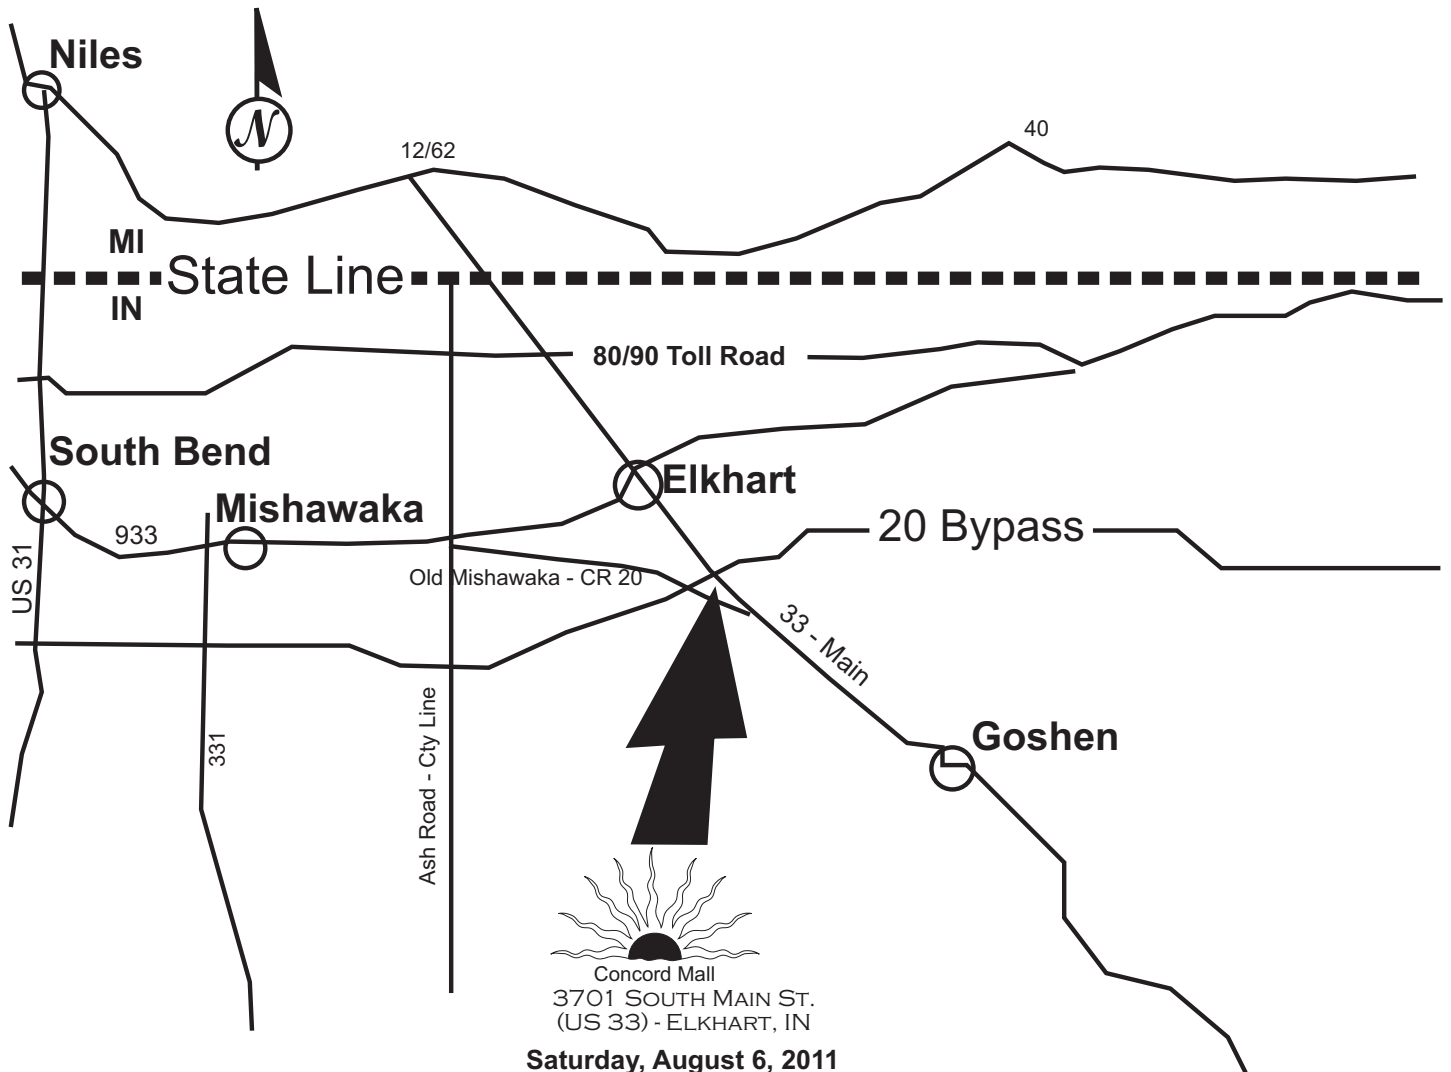 Niles
N
12/62
40
MI
State Line
IN
80/90 Toll Road
South Bend
Elkhart
Mishawaka
933
20 Bypass
US 31
Old Mishawaka - CR 20
33 - Main
Goshen
331
Ash Road - Cty Line
Concord Mall
3701 South Main St.
(US 33) - Elkhart, IN
Saturday, August 6, 2011